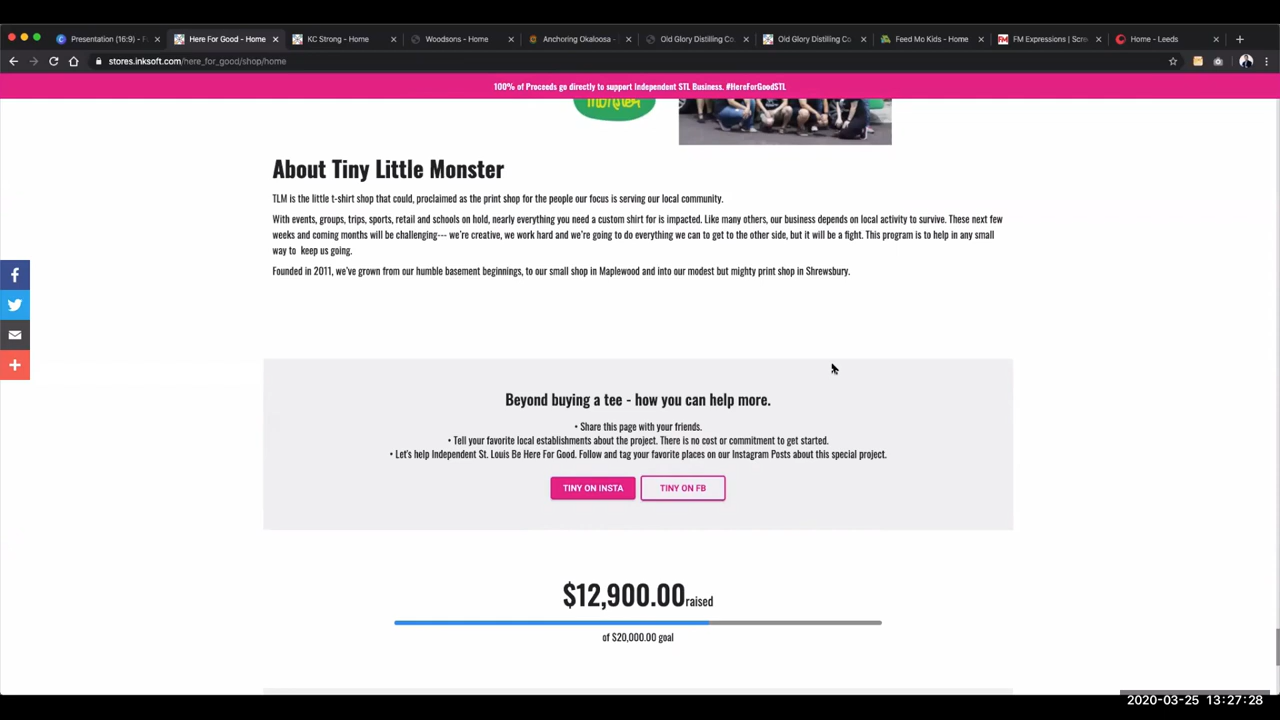 Presentation (16:9) - F
Here For Good - Home
KC Strong - Home
Woodsons - Home
Anchoring Okaloosa -
Old Glory Distilling Co.
Old Glory Distilling Co.
Feed Mo Kids - Home
FM Expressions | Scre
Home - Leeds
stores.inksoft.com/here_for_good/shop/home
100% of Proceeds go directly to support Independent STL Business. #HereForGoodSTL
monster
About Tiny Little Monster
TLM is the little t-shirt shop that could, proclaimed as the print shop for the people our focus is serving our local community.
With events, groups, trips, sports, retail and schools on hold, nearly everything you need a custom shirt for is impacted. Like many others, our business depends on local activity to survive. These next few
weeks and coming months will be challenging--- we're creative, we work hard and we're going to do everything we can to get to the other side, but it will be a fight. This program is to help in any small
way to keep us going.
Founded in 2011, we've grown from our humble basement beginnings, to our small shop in Maplewood and into our modest but mighty print shop in Shrewsbury.
Beyond buying a tee - how you can help more.
• Share this page with your friends.
• Tell your favorite local establishments about the project. There is no cost or commitment to get started.
• Let's help Independent St. Louis Be Here For Good. Follow and tag your favorite places on our Instagram Posts about this special project.
TINY ON INSTA
TINY ON FB
$12,900.00 raised
of $20,000.00 goal
2020-03-25 13:27:28